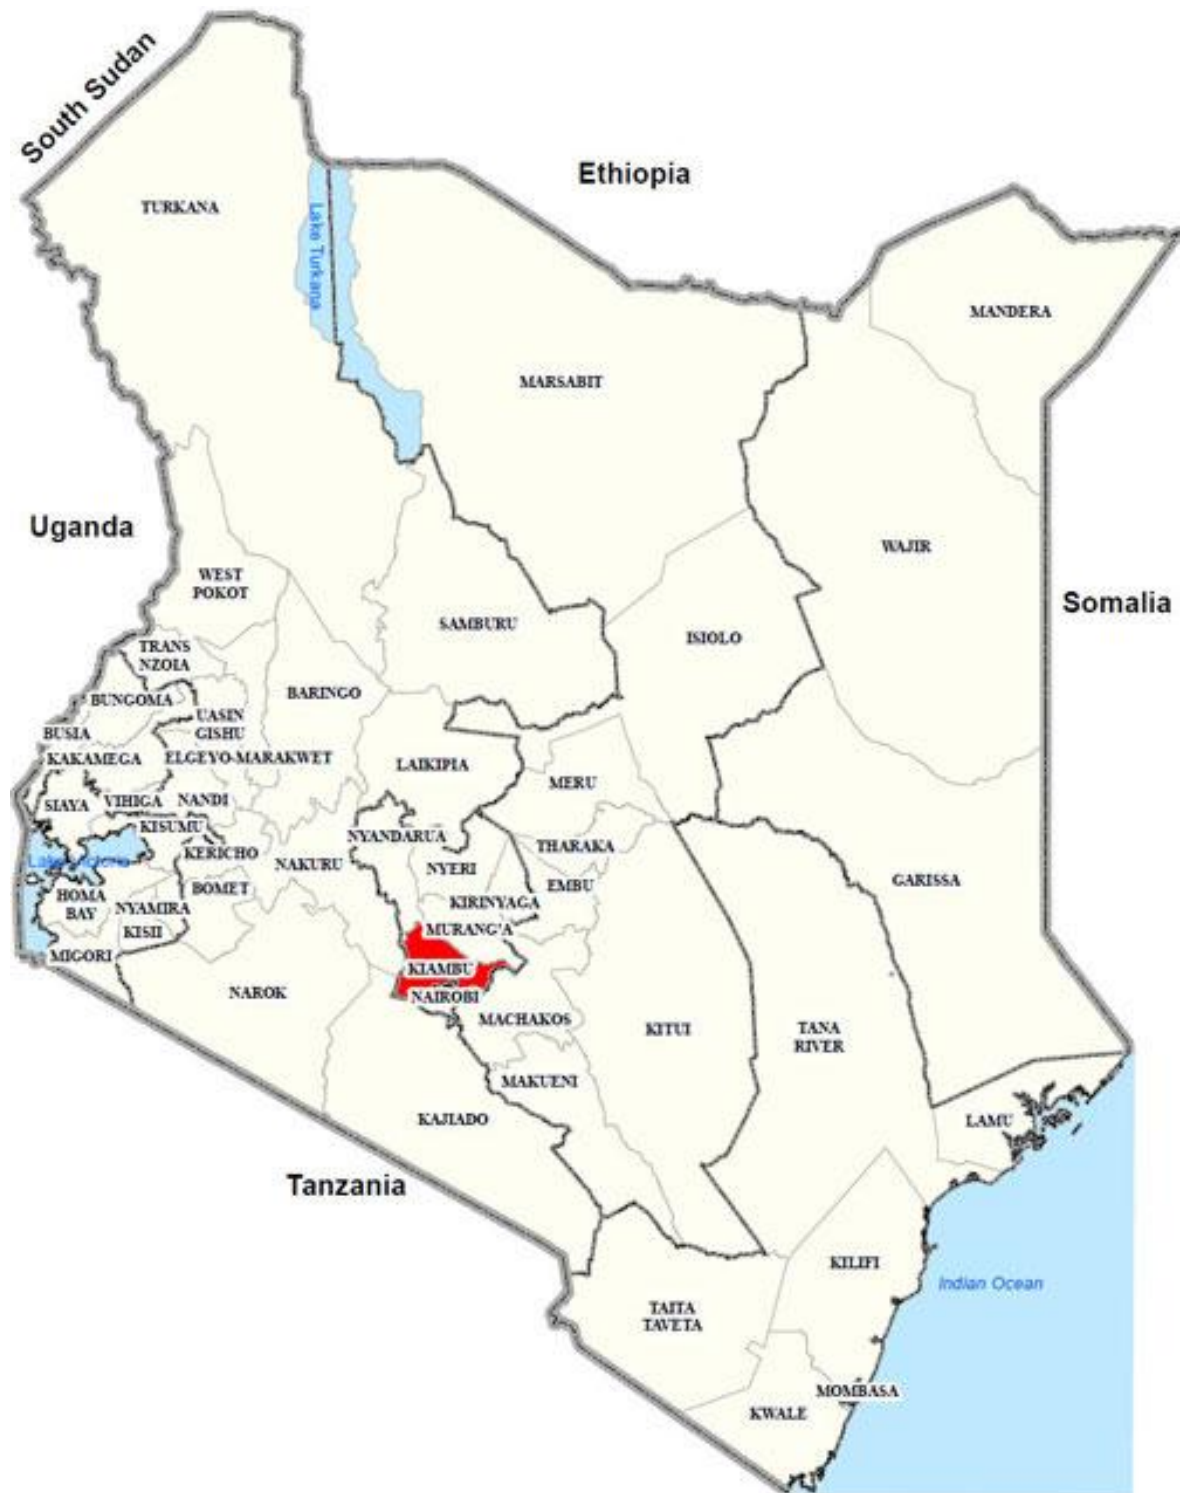 South Sudan
Ethiopia
TURKANA
Lake Turkana
MANDERA
MARSABIT
Uganda
WAJIR
WEST
POKOT
Somalia
SAMBURU
ISIOLO
TRANS
NZOIA
BARINGO
BUNGOMA
UASIN
GISHU
BUSIA
KAKAMEGA
ELGEYO-MARAKWET
LAIKIPIA
MERU
SIAYA
VIHIGA
NANDI
KISUMU
NYANDARUA
THARAKA
KERICHO
Lake Victoria
NAKURU
NYERI
GARISSA
EMBU
BOMET
HOMA
BAY
NYAMIRA
KIRINYAGA
KISII
MURANG'A
MIGORI
KIAMBU
NAROK
NAIROBI
MACHAKOS
KITUI
TANA
RIVER
MAKUENI
KAJIADO
LAMU
Tanzania
KILIFI
Indian Ocean
TAITA
TAVETA
MOMBASA
KWALE